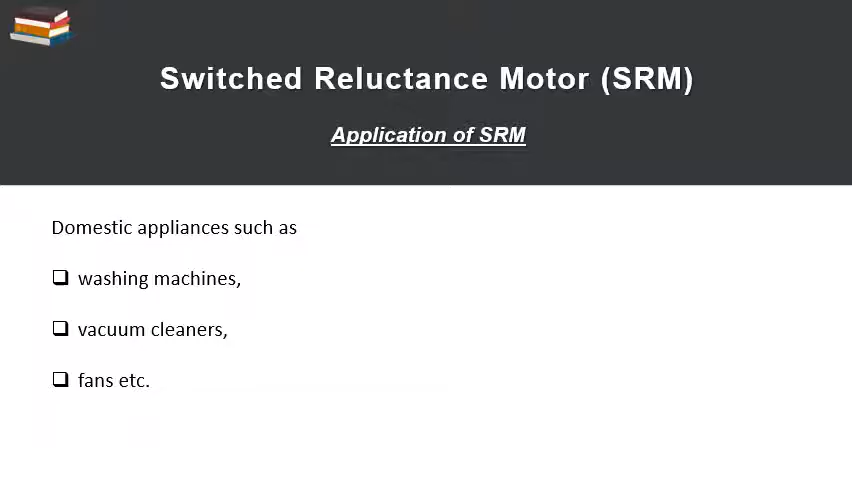 Switched Reluctance Motor (SRM)
Application of SRM
Domestic appliances such as
❑ washing machines,
❑ vacuum cleaners,
❑ fans etc.